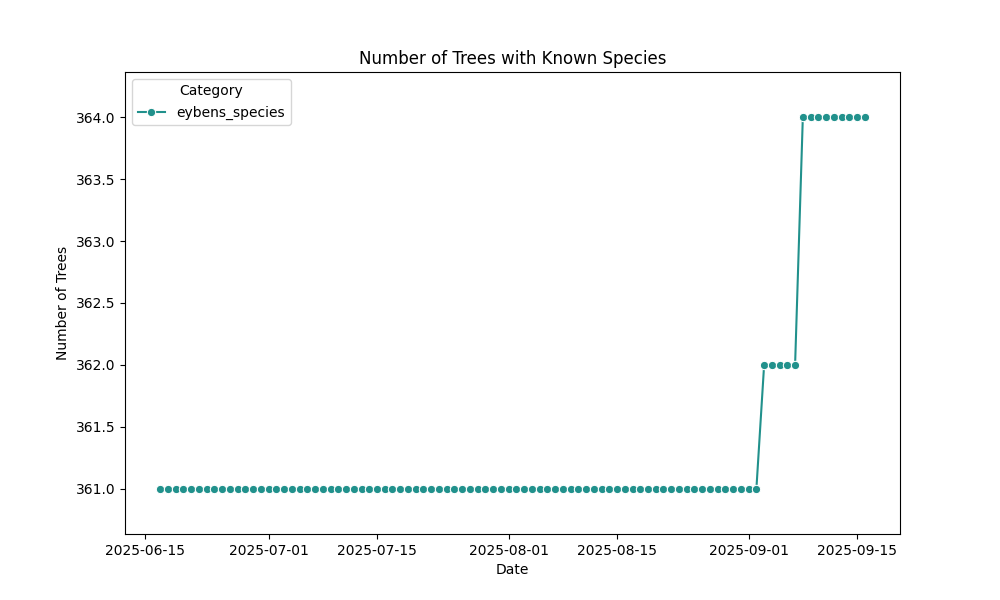 Number of Trees with Known Species
Category
eybens_species
Number of Trees
364.0
363.5
363.0
362.5
362.0
361.5
361.0
2025-06-15
2025-07-01
2025-07-15
2025-08-01
2025-08-15
2025-09-01
2025-09-15
Date